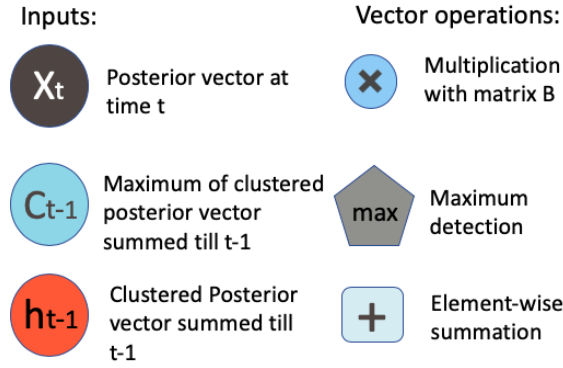 Inputs:
Xt
Posterior vector at
time t
Ct-1
Maximum of clustered
posterior vector
summed till t-1
ht-1
Clustered Posterior
vector summed till
t-1
Vector operations:
×
Multiplication
with matrix B
max
Maximum
detection
+
Element-wise
summation